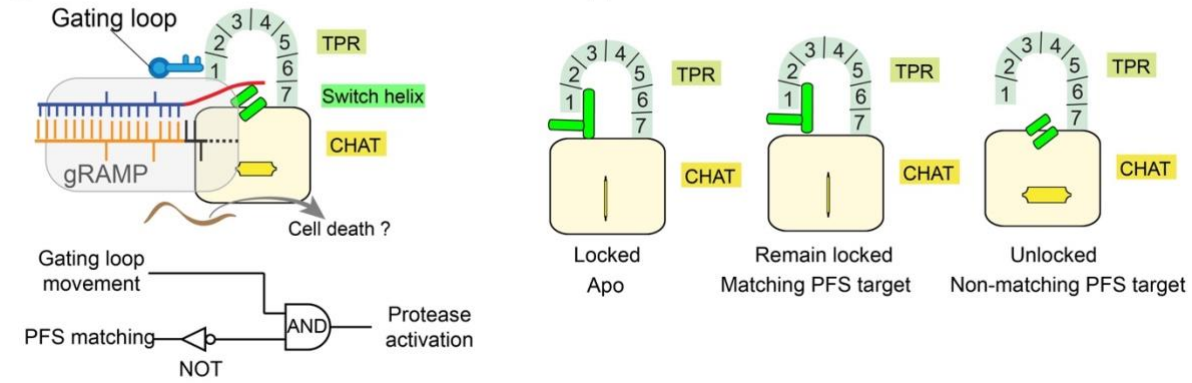 Gating loop
1
2
3
4
5
6
7
TPR
Switch helix
CHAT
gRAMP
Cell death ?
Gating loop
movement
PFS matching
NOT
AND
Protease
activation
1
2
3
4
5
6
7
TPR
CHAT
Locked
Apo
1
2
3
4
5
6
7
TPR
CHAT
Remain locked
Matching PFS target
1
2
3
4
5
6
7
TPR
CHAT
Unlocked
Non-matching PFS target